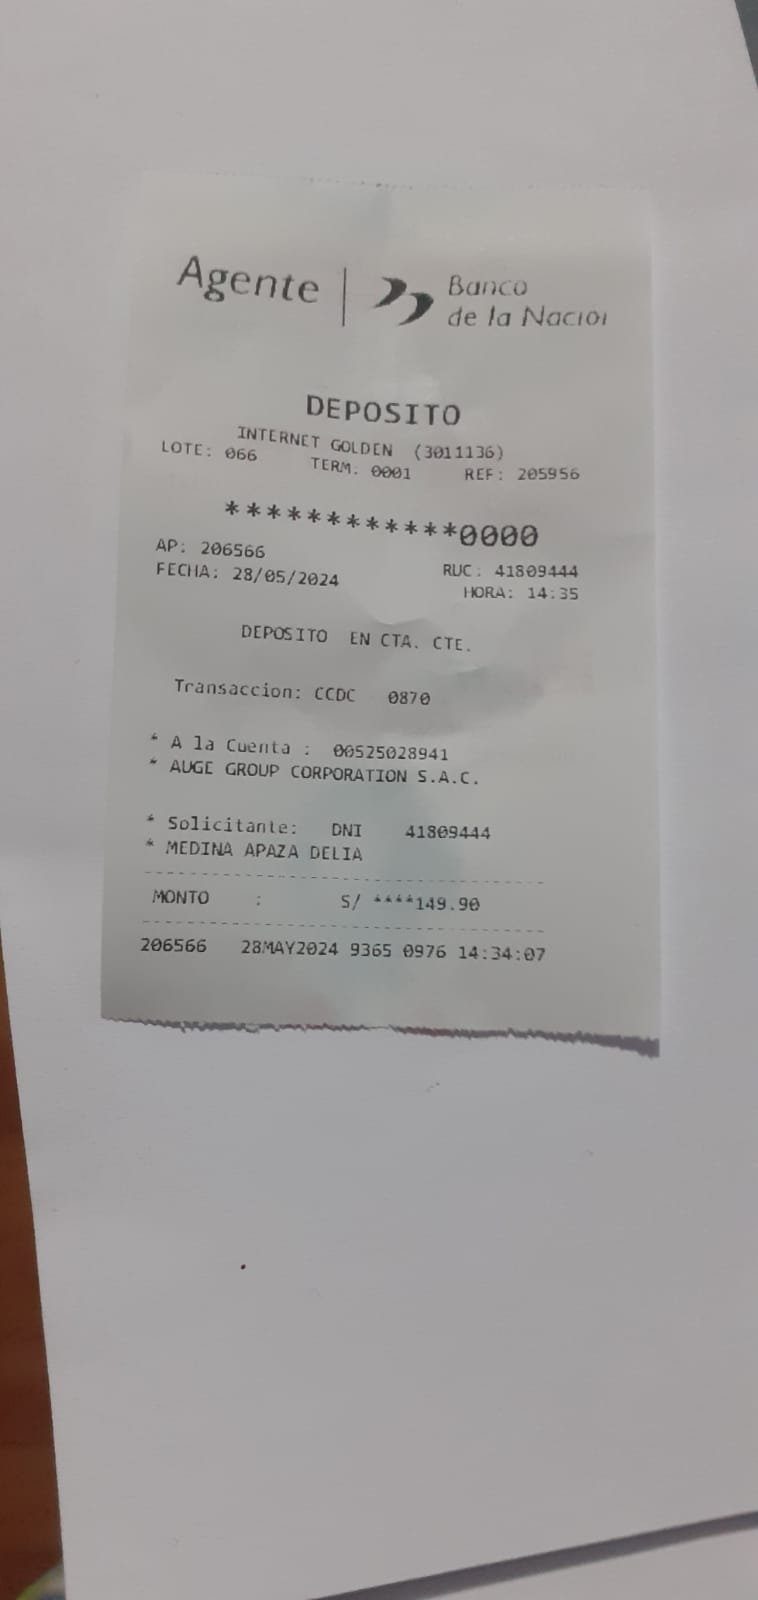 Agente
Banco
de la Nación
DEPOSITO
INTERNET GOLDEN (3011136)
LOTE: 066 TERM: 0001 REF: 205956
************0000
AP: 206566 RUC: 41809444
FECHA: 28/05/2024 HORA: 14:35
DEPOSITO EN CTA. CTE.
Transaccion: CCDC 0870
* A la Cuenta : 00525028941
* AUGE GROUP CORPORATION S.A.C.
* Solicitante: DNI 41809444
* MEDINA APAZA DELIA
MONTO : S/ ****149.90
206566 28MAY2024 9365 0976 14:34:07